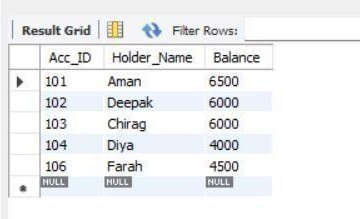 Result Grid Filter Rows:
Acc_ID Holder_Name Balance
101 Aman 6500
102 Deepak 6000
103 Chirag 6000
104 Diya 4000
106 Farah 4500
NULL NULL NULL